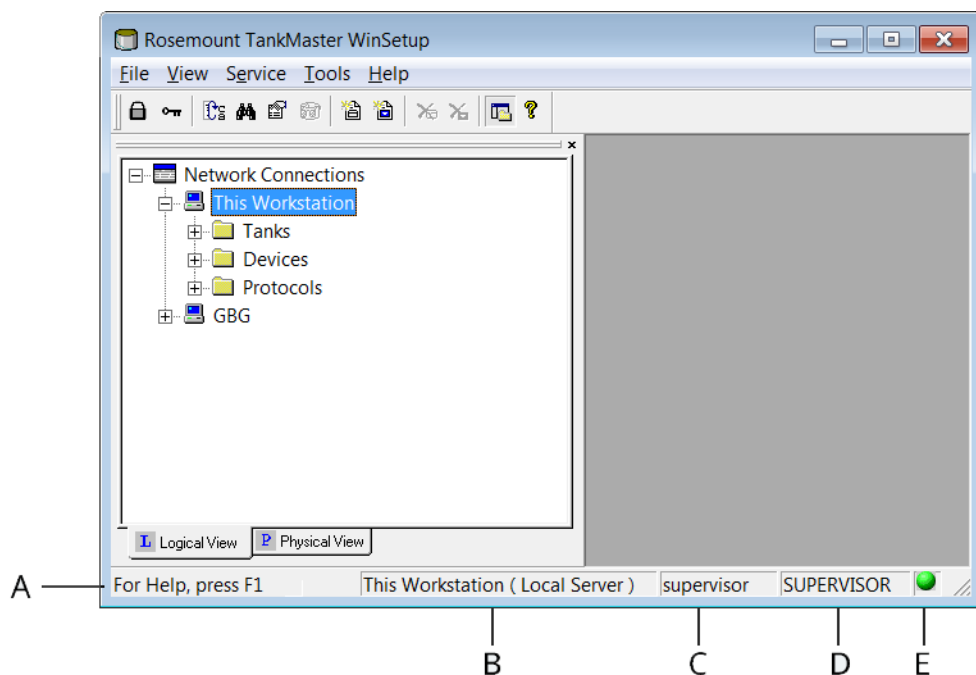 Rosemount TankMaster WinSetup
File View Service Tools Help
Network Connections
This Workstation
Tanks
Devices
Protocols
GBG
L Logical View P Physical View
A For Help, press F1 This Workstation ( Local Server ) supervisor SUPERVISOR
B C D E